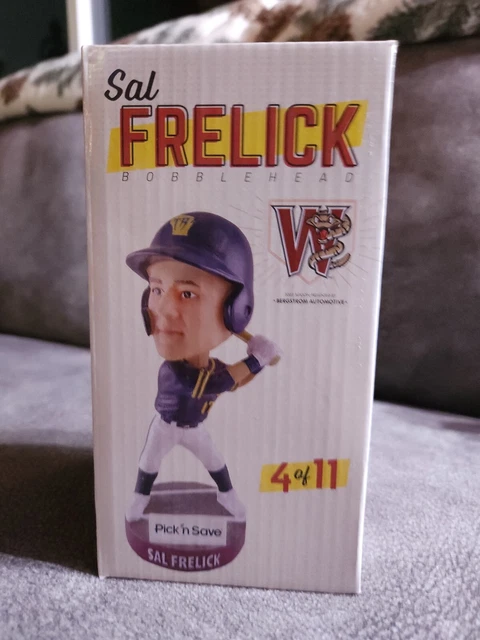 Sal
FRELICK
BOBBLEHEAD
W
BERGSTROM AUTOMOTIVE
4 of 11
Pick'n Save
SAL FRELICK